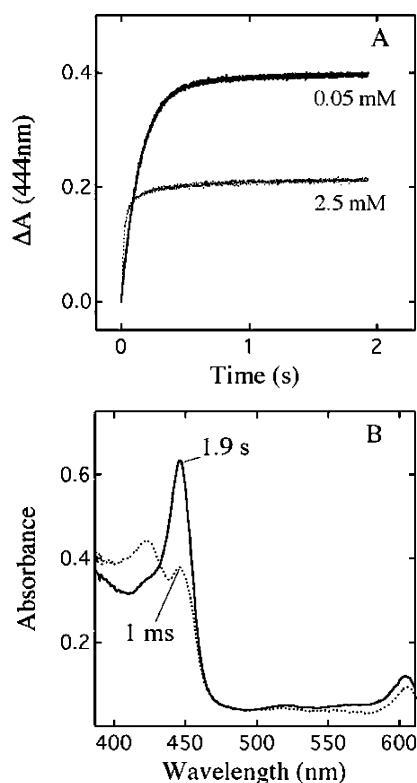 A
0.4
0.05 mM
ΔA (444nm)
0.2
2.5 mM
0.0
0
1
2
Time (s)
B
1.9 s
0.6
Absorbance
0.4
1 ms
0.2
400
450
500
550
600
Wavelength (nm)